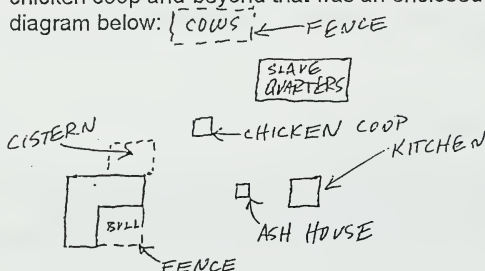 chicken coop and beyond that was an enclosed
diagram below:
COWS
FENCE
SLAVE
QUARTERS
CISTERN
CHICKEN COOP
KITCHEN
BULL
ASH HOUSE
FENCE